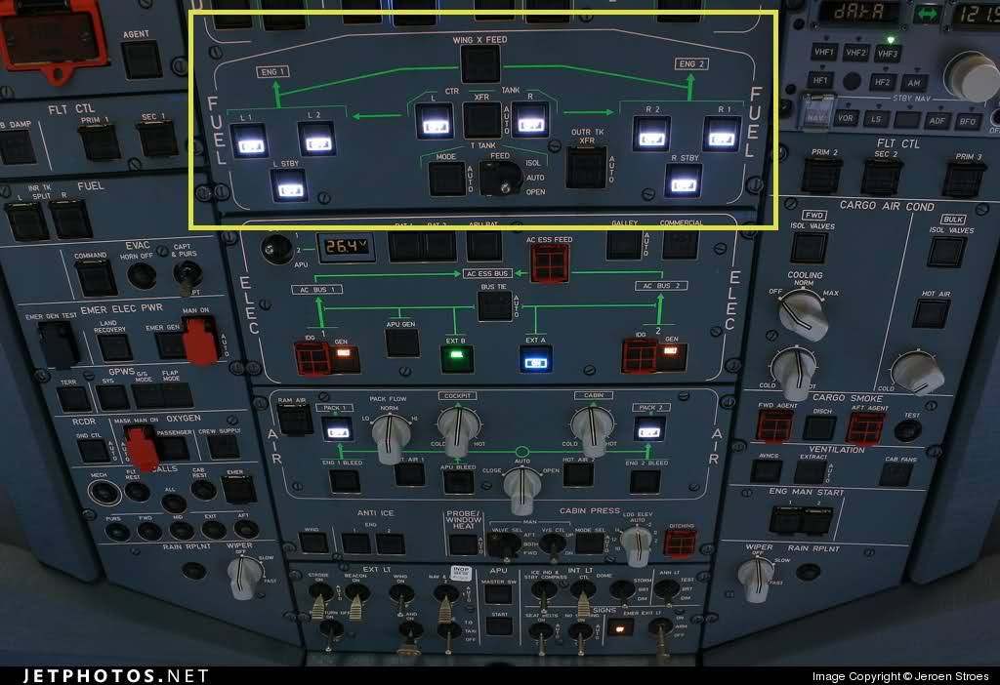 AGENT
FLT CTL
B DAMP PRIM 1 SEC 1
FUEL
INR TK
L SPLIT R
EVAC
COMMAND HORN OFF CAPT & PURS
EMER ELEC PWR
EMER GEN TEST LAND RECOVERY EMER GEN MAN ON
AUTO
GPWS
TERR SYS G/S MODE FLAP MODE
RCDR OXYGEN
GND CTL MASK MAN ON PASSENGER CREW SUPPLY
AUTO
CALLS
MECH FLT REST ALL CAB REST EMER
PURS FWD MID EXIT AFT
RAIN RPLNT WIPER
OFF SLOW FAST
WING X FEED
ENG 1 ENG 2
FUEL FUEL
CTR TANK
L XFR R
AUTO
L 1 L 2 R 2 R 1
OFF OFF OFF OFF OFF OFF
T TANK
MODE FEED
AUTO
ISOL
AUTO
OPEN
OUTR TK
XFR
AUTO
L STBY R STBY
OFF OFF
ELEC ELEC
1
2
APU
26.4 V
BAT 1 BAT 2 APU BAT
AC ESS FEED
GALLEY
AUTO
COMMERCIAL
AC ESS BUS
AC BUS 1 AC BUS 2
BUS TIE
AUTO
APU GEN EXT B EXT A
IDG 1 GEN IDG 2 GEN
FAULT FAULT
ON
AIR AIR
RAM AIR
PACK 1 PACK FLOW COCKPIT CABIN PACK 2
LO NORM HI
OFF OFF
COLD HOT COLD HOT
AUTO
ENG 1 BLEED HOT AIR 1 APU BLEED CLOSE OPEN HOT AIR 2 ENG 2 BLEED
ANTI ICE
WING ENG
1 2
PROBE/
WINDOW
HEAT
CABIN PRESS
MAN
VALVE SEL V/S CTL MODE SEL LDG ELEV
AUTO
AFT
BOTH
FWD
UP
DN
DITCHING
EXT LT
STROBE BEACON WING NAV &
ON ON ON
AUTO OFF
INOP
APU
MASTER SW
START
INT LT
ICE IND & STBY COMPASS DOME STORM ANN LT
TEST
BRT
DIM
SIGNS
SEAT BELTS NO SMOKING EMER EXIT LT
ON
ARM
OFF
T.O
TAXI
OFF
dAtA 121.9
VHF1 VHF2 VHF3
HF1 HF2 AM
STBY NAV
NAV VOR LS ADF BFO
FLT CTL
PRIM 2 SEC 2 PRIM 3
CARGO AIR COND
FWD
ISOL VALVES
BULK
ISOL VALVES
COOLING
OFF NORM MAX
HOT AIR
COLD COLD
CARGO SMOKE
FWD AGENT DISCH AFT AGENT TEST
VENTILATION
AVNCS EXTRACT CAB FANS
AUTO
ENG MAN START
1 2
WIPER RAIN RPLNT
OFF SLOW FAST
JETPHOTOS.NET
Image Copyright © Jeroen Stroes